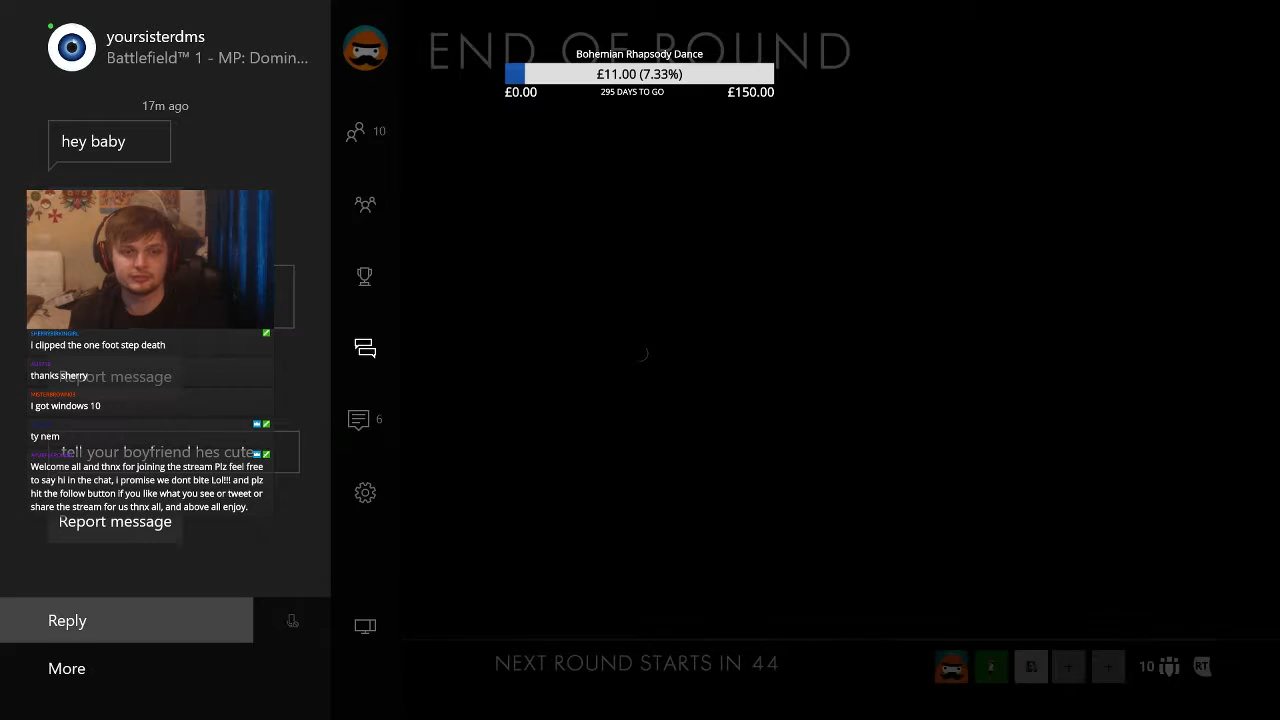 yoursisterdms
Battlefield™ 1 - MP: Domin...
17m ago
hey baby
SHERRYBIRKINGIRL
i clipped the one foot step death
thanks sherry
Report message
MISTERBROWN03
I got windows 10
ty nem
tell your boyfriend hes cute
Welcome all and thnx for joining the stream Plz feel free
to say hi in the chat, i promise we dont bite Lol!!! and plz
hit the follow button if you like what you see or tweet or
share the stream for us thnx all, and above all enjoy.
Report message
Reply
More
10
6
END OF ROUND
Bohemian Rhapsody Dance
£11.00 (7.33%)
£0.00
295 DAYS TO GO
£150.00
NEXT ROUND STARTS IN 44
10
RT